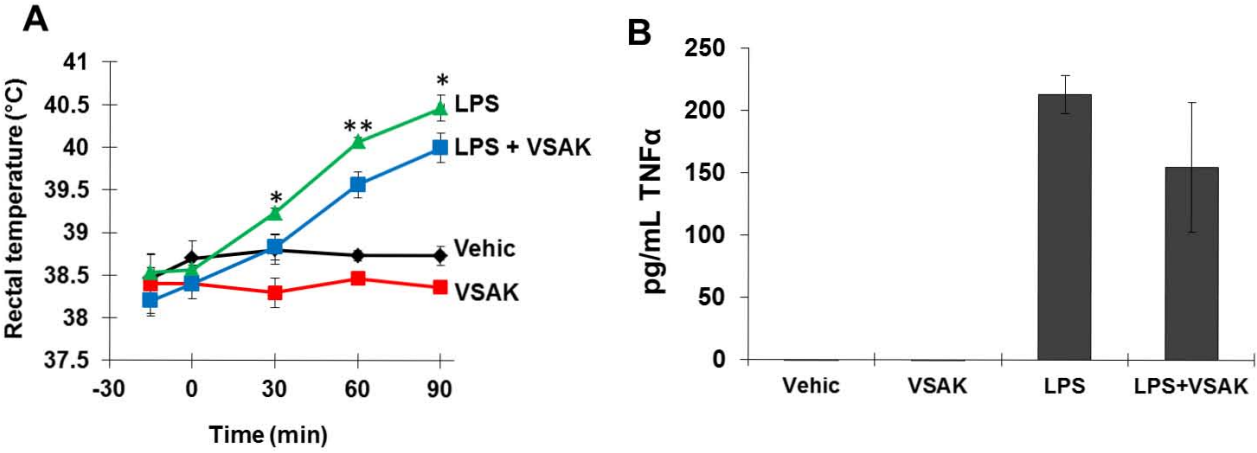 A
Rectal temperature (°C)
41
40.5
40
39.5
39
38.5
38
37.5
-30
0
30
60
90
Time (min)
*
**
*
LPS
LPS + VSAK
Vehic
VSAK
B
pg/mL TNFα
250
200
150
100
50
0
Vehic
VSAK
LPS
LPS+VSAK